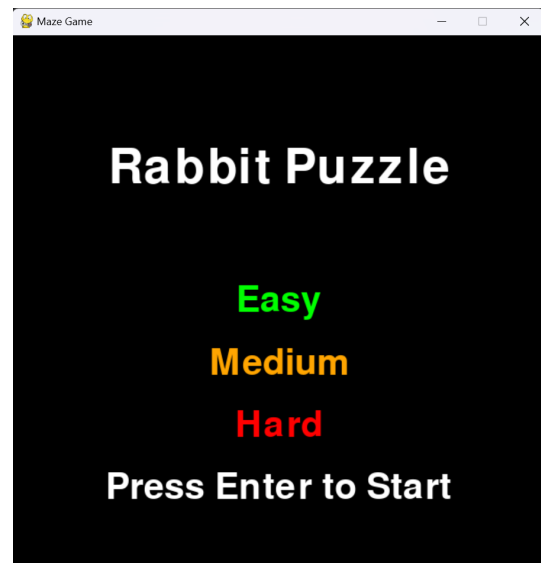 Maze Game
Rabbit Puzzle
Easy
Medium
Hard
Press Enter to Start